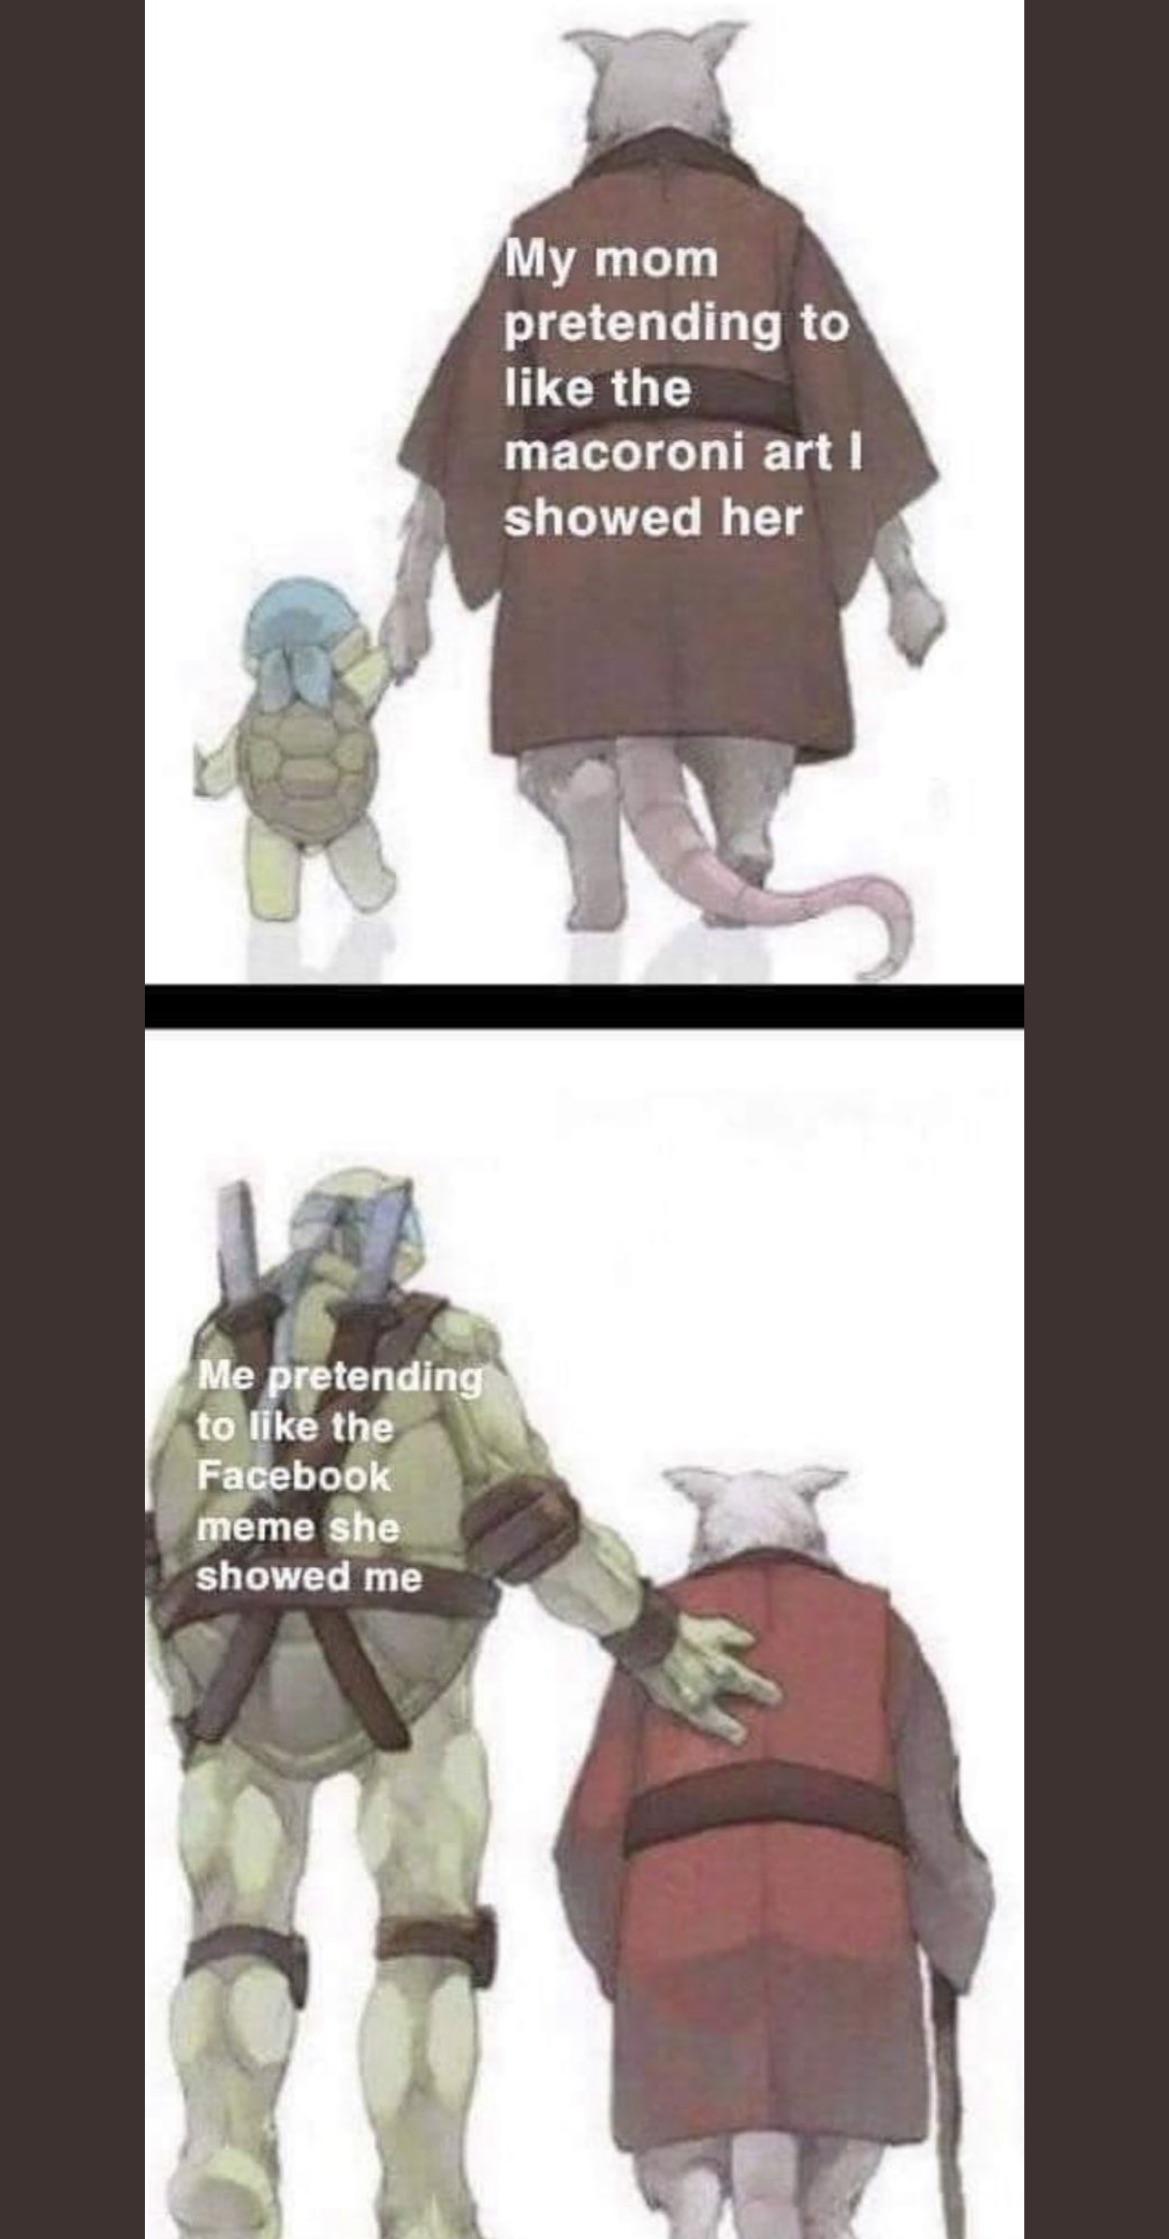 My mom
pretending to
like the
macoroni art I
showed her
Me pretending
to like the
Facebook
meme she
showed me